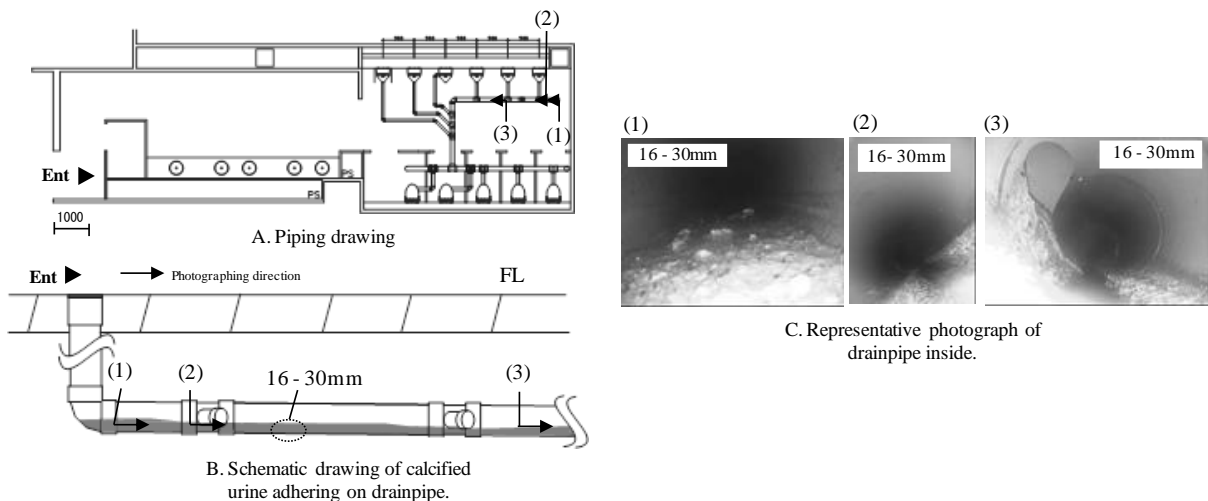 (2)
(3)
(1)
PS
PS
Ent
1000
A. Piping drawing
Ent
Photographing direction
FL
(1)
(2)
16 - 30mm
(3)
B. Schematic drawing of calcified
urine adhering on drainpipe.
(1)
16 - 30mm
(2)
16- 30mm
(3)
16 - 30mm
C. Representative photograph of
drainpipe inside.